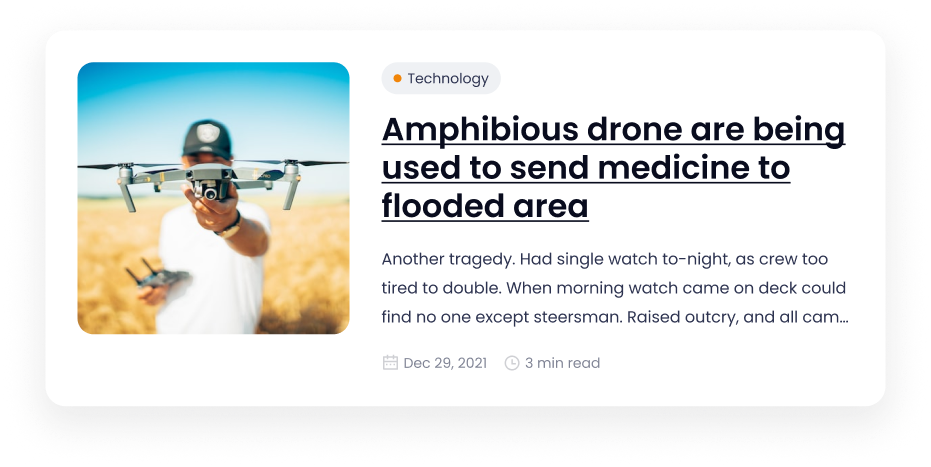 Technology
Amphibious drone are being
used to send medicine to
flooded area
Another tragedy. Had single watch to-night, as crew too
tired to double. When morning watch came on deck could
find no one except steersman. Raised outcry, and all cam...
Dec 29, 2021 3 min read